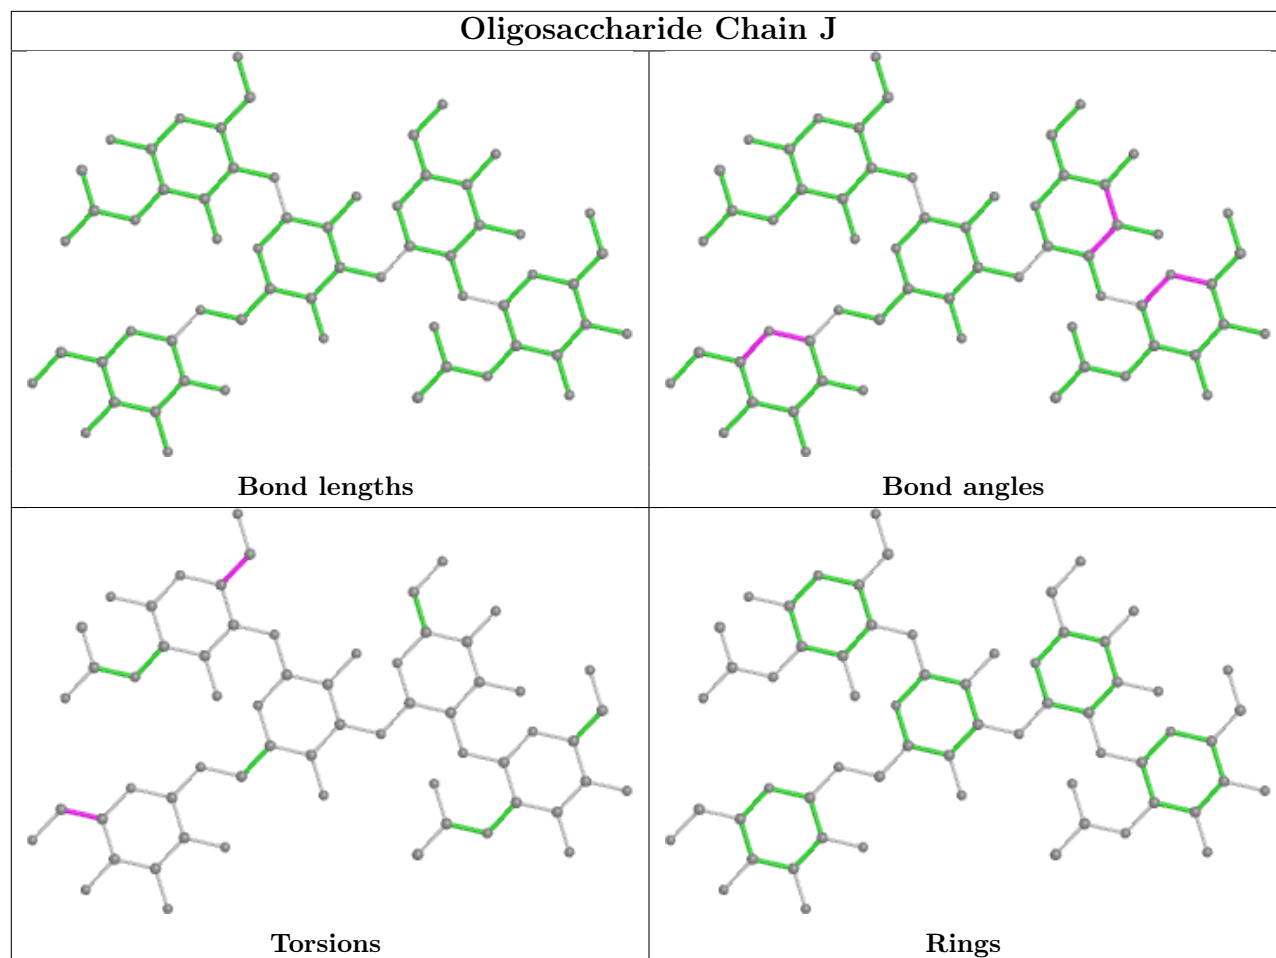 Oligosaccharide Chain J
Bond lengths
Bond angles
Torsions
Rings